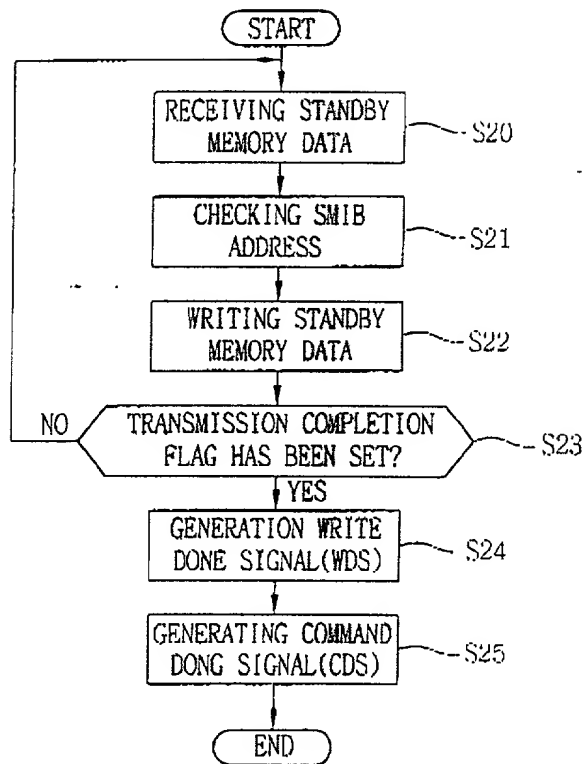 START
RECEIVING STANDBY
MEMORY DATA
S20
CHECKING SMIB
ADDRESS
S21
WRITING STANDBY
MEMORY DATA
S22
NO
TRANSMISSION COMPLETION
FLAG HAS BEEN SET?
S23
YES
GENERATION WRITE
DONE SIGNAL(WDS)
S24
GENERATING COMMAND
DONG SIGNAL(CDS)
S25
END